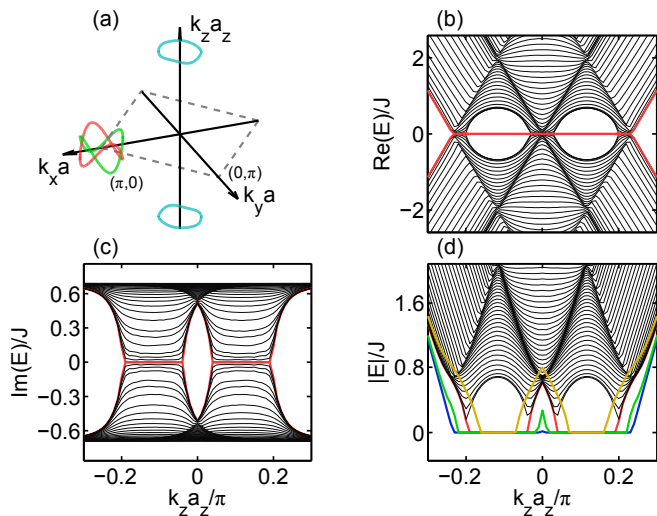 (a)
k_z a_z
k_x a
(π,0)
(0,π)
k_y a
(b)
Re(E)/J
2
0
−2
(c)
Im(E)/J
0.6
0.3
0
−0.3
−0.6
−0.2
0
0.2
k_z a_z/π
(d)
|E|/J
1.6
0.8
0
−0.2
0
0.2
k_z a_z/π